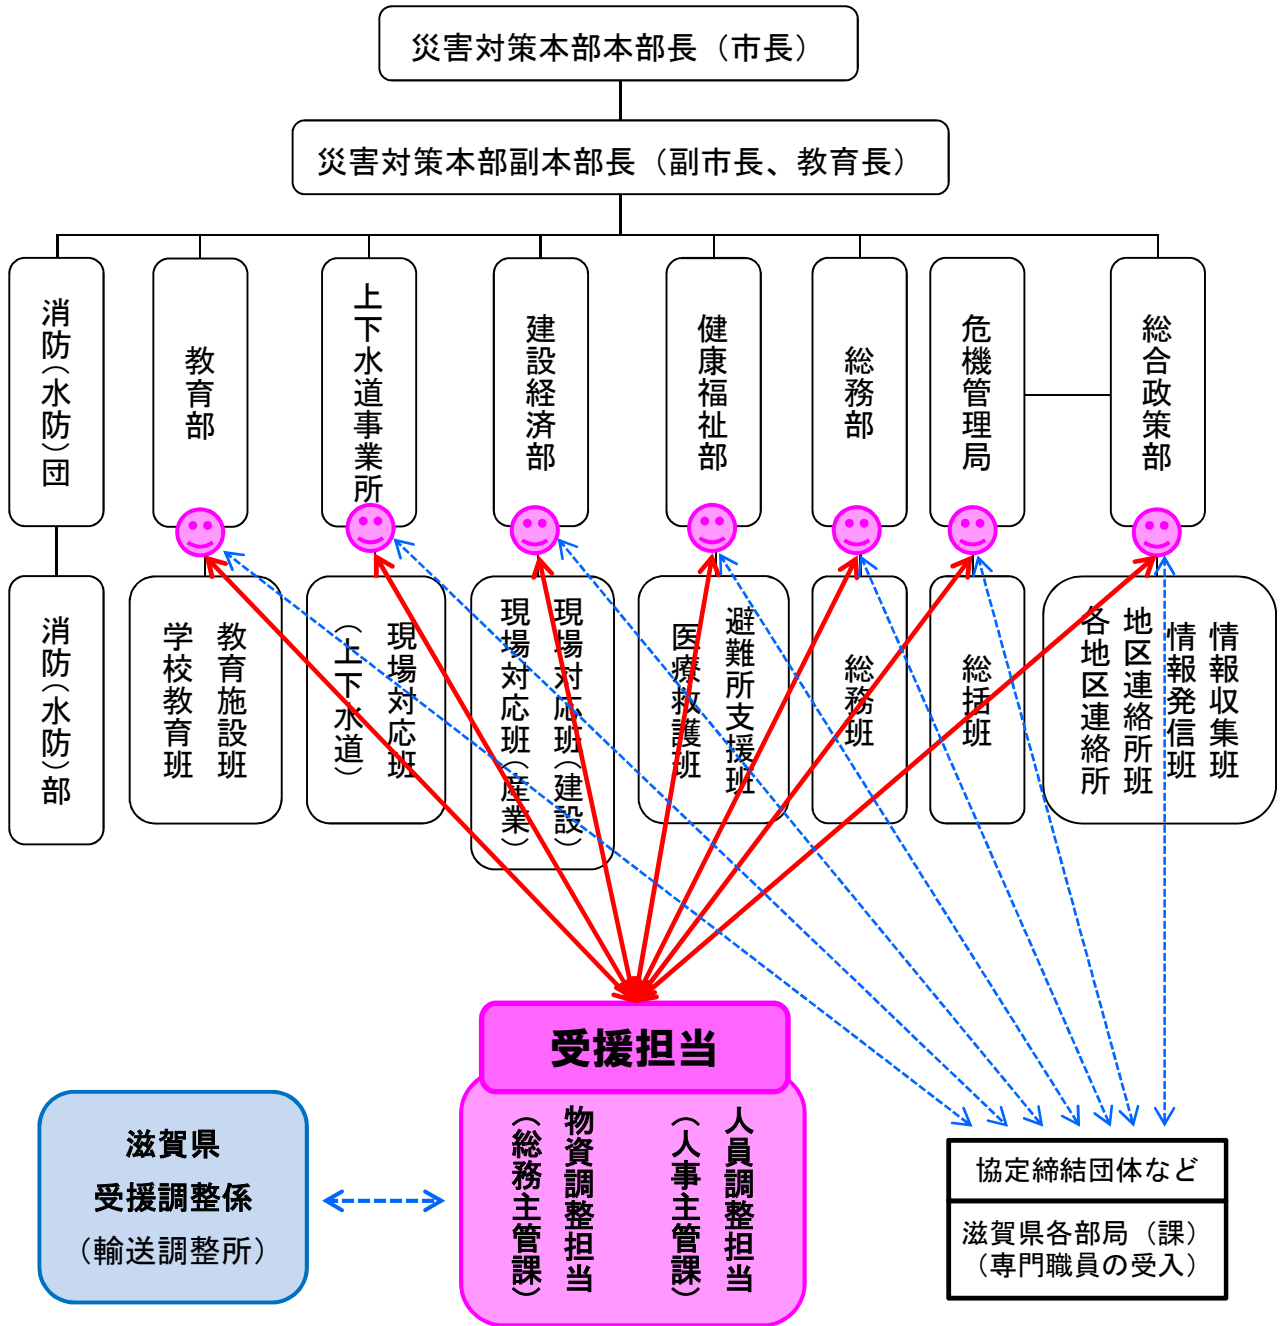 災害対策本部本部長（市長）
災害対策本部副本部長（副市長、教育長）
消防（水防）団
教育部
上下水道事業所
建設経済部
健康福祉部
総務部
危機管理局
総合政策部
消防（水防）部
教育施設班
学校教育班
現場対応班
（上下水道）
現場対応班（建設）
現場対応班（産業）
避難所支援班
医療救護班
総務班
総括班
情報収集班
情報発信班
地区連絡所班
各地区連絡所
受援担当
人員調整担当
（人事主管課）
物資調整担当
（総務主管課）
滋賀県
受援調整係
（輸送調整所）
協定締結団体など
滋賀県各部局（課）
（専門職員の受入）